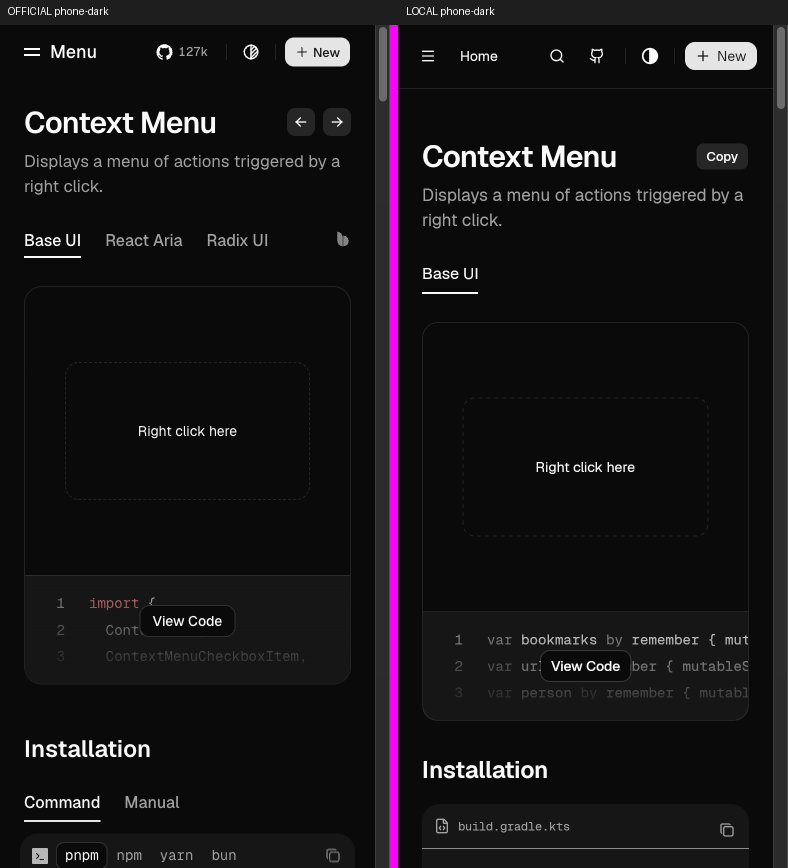 OFFICIAL phone-dark
Menu
127k
New
Context Menu
Displays a menu of actions triggered by a
right click.
Base UI
React Aria
Radix UI
Right click here
1 import {
2 Cont
3 ContextMenuCheckboxItem,
View Code
Installation
Command
Manual
pnpm npm yarn bun
LOCAL phone-dark
Home
New
Context Menu
Copy
Displays a menu of actions triggered by a
right click.
Base UI
Right click here
1 var bookmarks by remember { mut
2 var url ber { mutableS
3 var person by remember { mutabl
View Code
Installation
build.gradle.kts